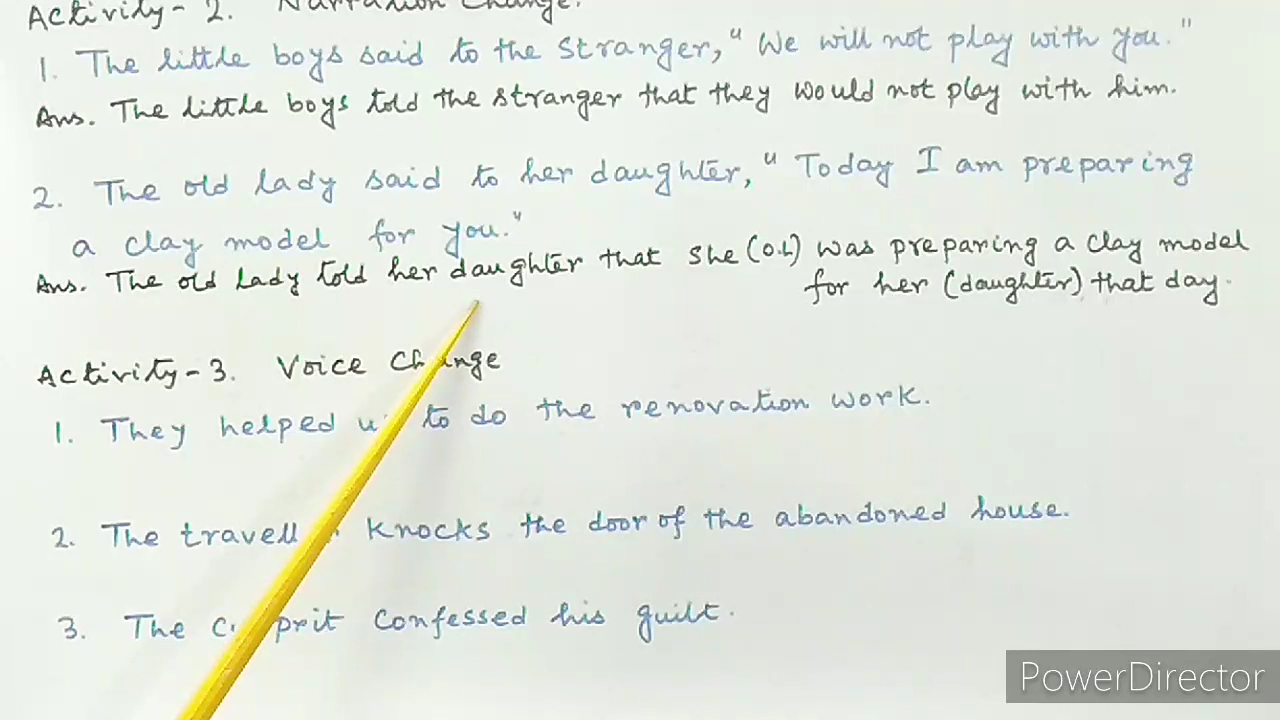 Activity - 2. Narration Change.
1. The little boys said to the stranger, "We will not play with you."
Ans. The little boys told the stranger that they would not play with him.
2. The old lady said to her daughter, "Today I am preparing
a clay model for you."
Ans. The old lady told her daughter that she (O.L) was preparing a clay model
for her (daughter) that day.
Activity - 3. Voice Change
1. They helped to do the renovation work.
2. The knocks the door of the abandoned house.
3. The confessed his guilt.
PowerDirector